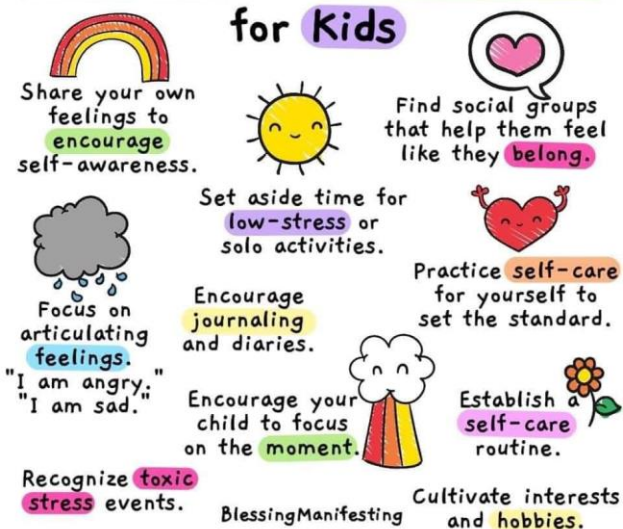 for Kids
Share your own
feelings to
encourage
self-awareness.
Find social groups
that help them feel
like they belong.
Set aside time for
low-stress or
solo activities.
Focus on
articulating
feelings.
"I am angry."
"I am sad."
Encourage
journaling
and diaries.
Practice self-care
for yourself to
set the standard.
Encourage your
child to focus
on the moment.
Establish a
self-care
routine.
Recognize toxic
stress events.
BlessingManifesting
Cultivate interests
and hobbies.